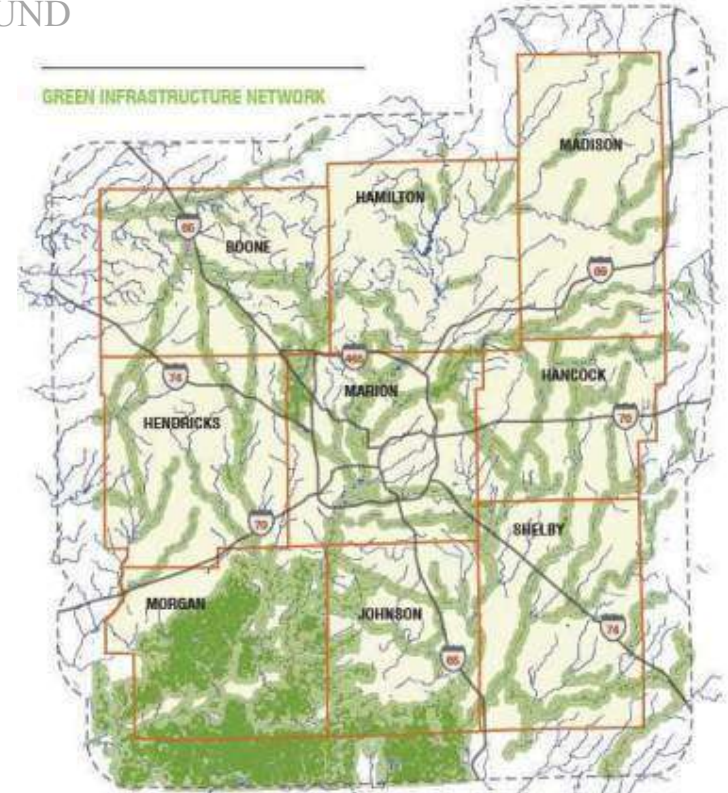 UND
GREEN INFRASTRUCTURE NETWORK
MADISON
HAMILTON
65
BOONE
69
465
74
MARION
HANCOCK
70
HENDRICKS
70
SHELBY
MORGAN
JOHNSON
74
65